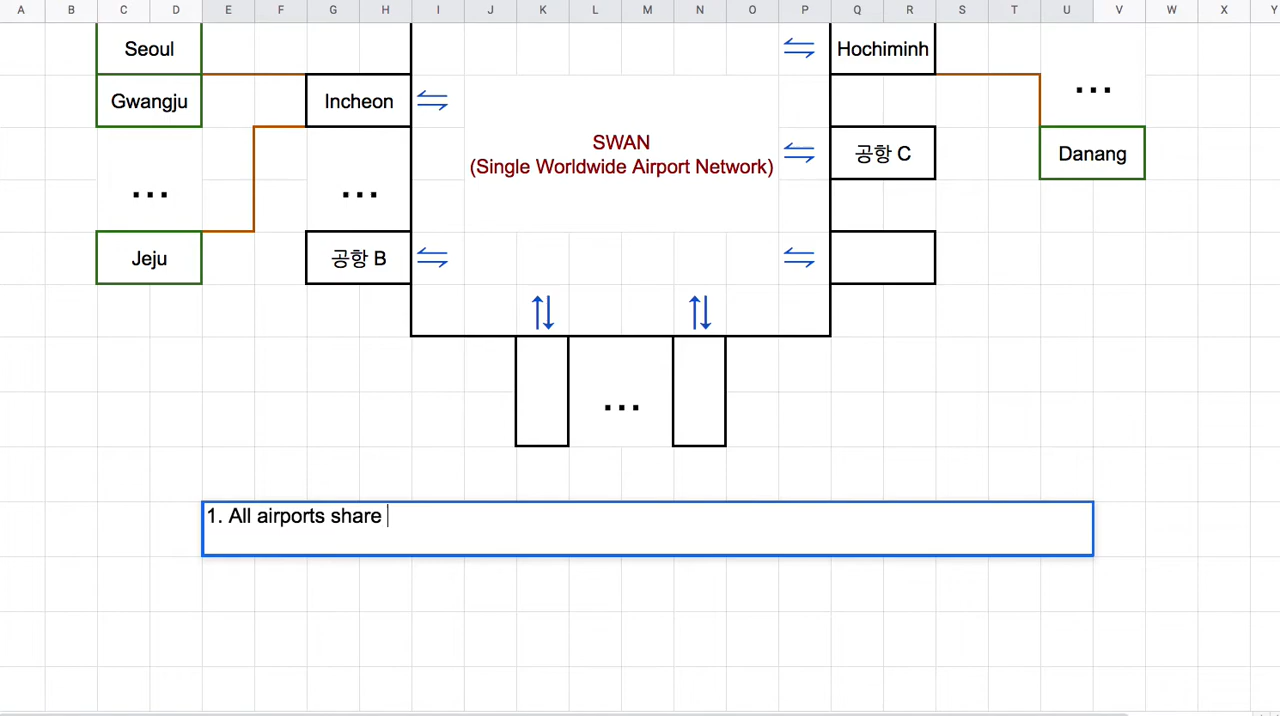 A B C D E F G H I J K L M N O P Q R S T U V W X Y
Seoul
Hochiminh
Gwangju
Incheon
...
SWAN
(Single Worldwide Airport Network)
공항 C
Danang
...
...
Jeju
공항 B
...
1. All airports share